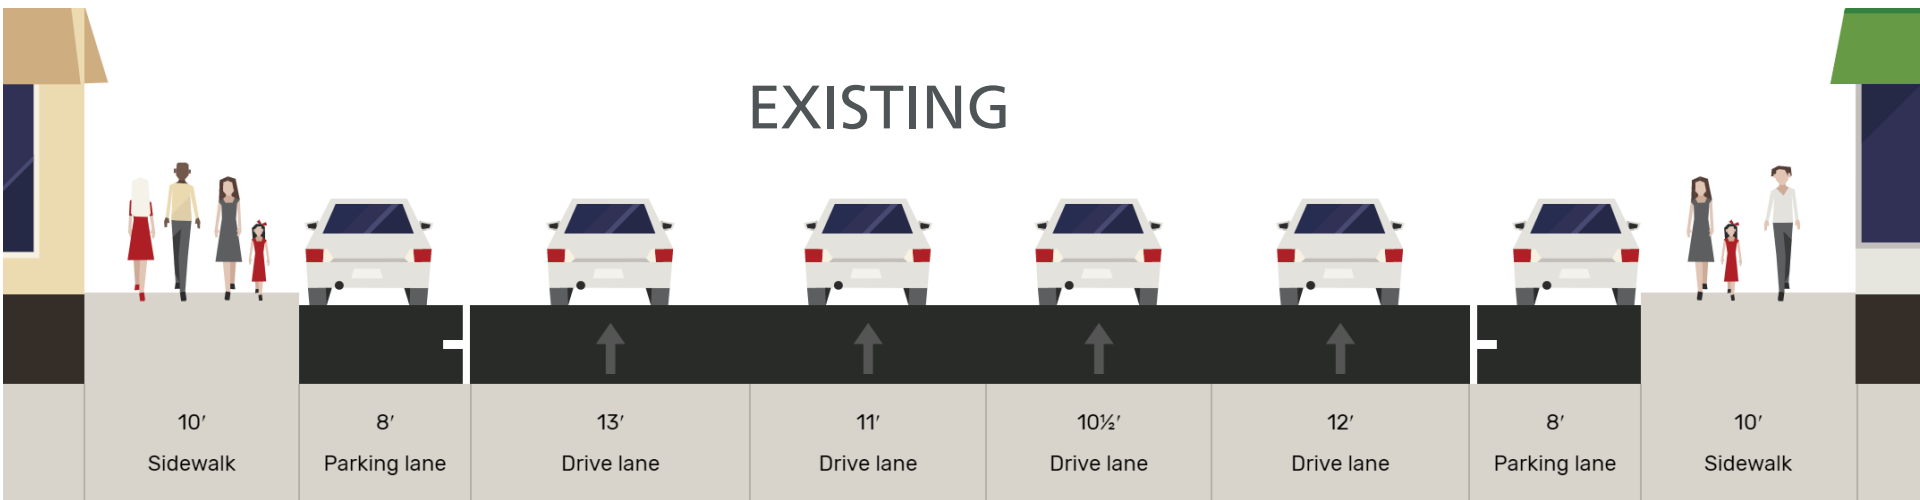 EXISTING
10′ 8′ 13′ 11′ 10½′ 12′ 8′ 10′
Sidewalk Parking lane Drive lane Drive lane Drive lane Drive lane Parking lane Sidewalk